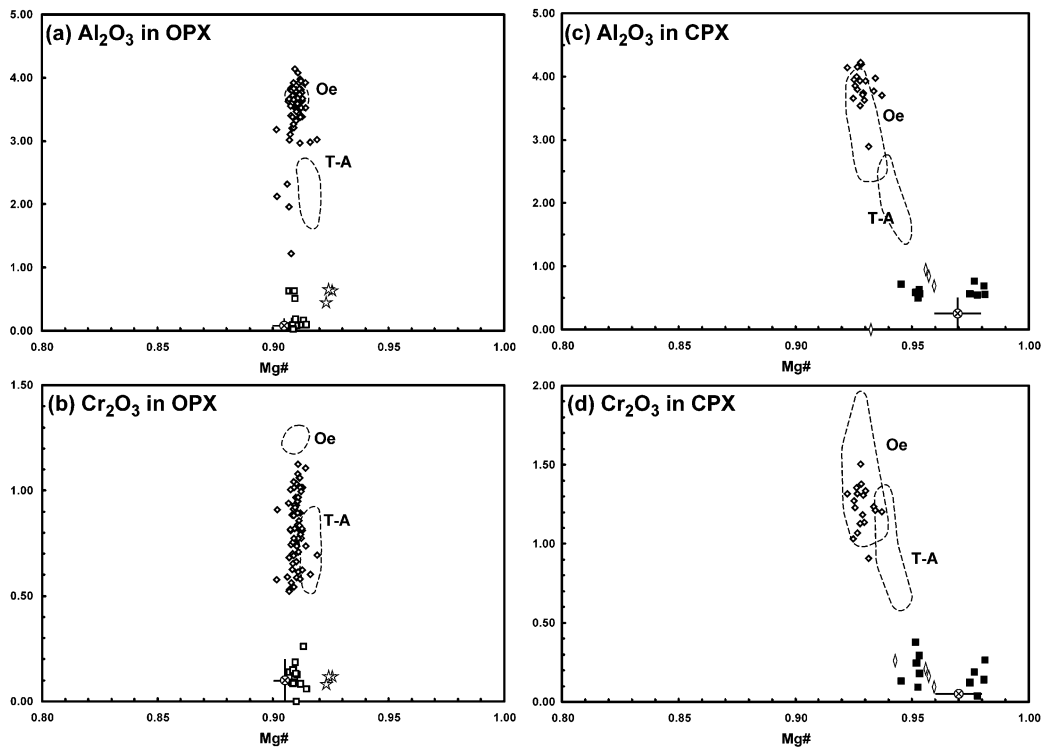 (a) Al2O3 in OPX
5.00
4.00
3.00
2.00
1.00
0.00
Oe
T-A
0.80
0.85
0.90
0.95
1.00
Mg#
(c) Al2O3 in CPX
5.00
4.00
3.00
2.00
1.00
0.00
Oe
T-A
0.80
0.85
0.90
0.95
1.00
Mg#
(b) Cr2O3 in OPX
1.50
1.00
0.50
0.00
Oe
T-A
0.80
0.85
0.90
0.95
1.00
Mg#
(d) Cr2O3 in CPX
2.00
1.50
1.00
0.50
0.00
Oe
T-A
0.80
0.85
0.90
0.95
1.00
Mg#